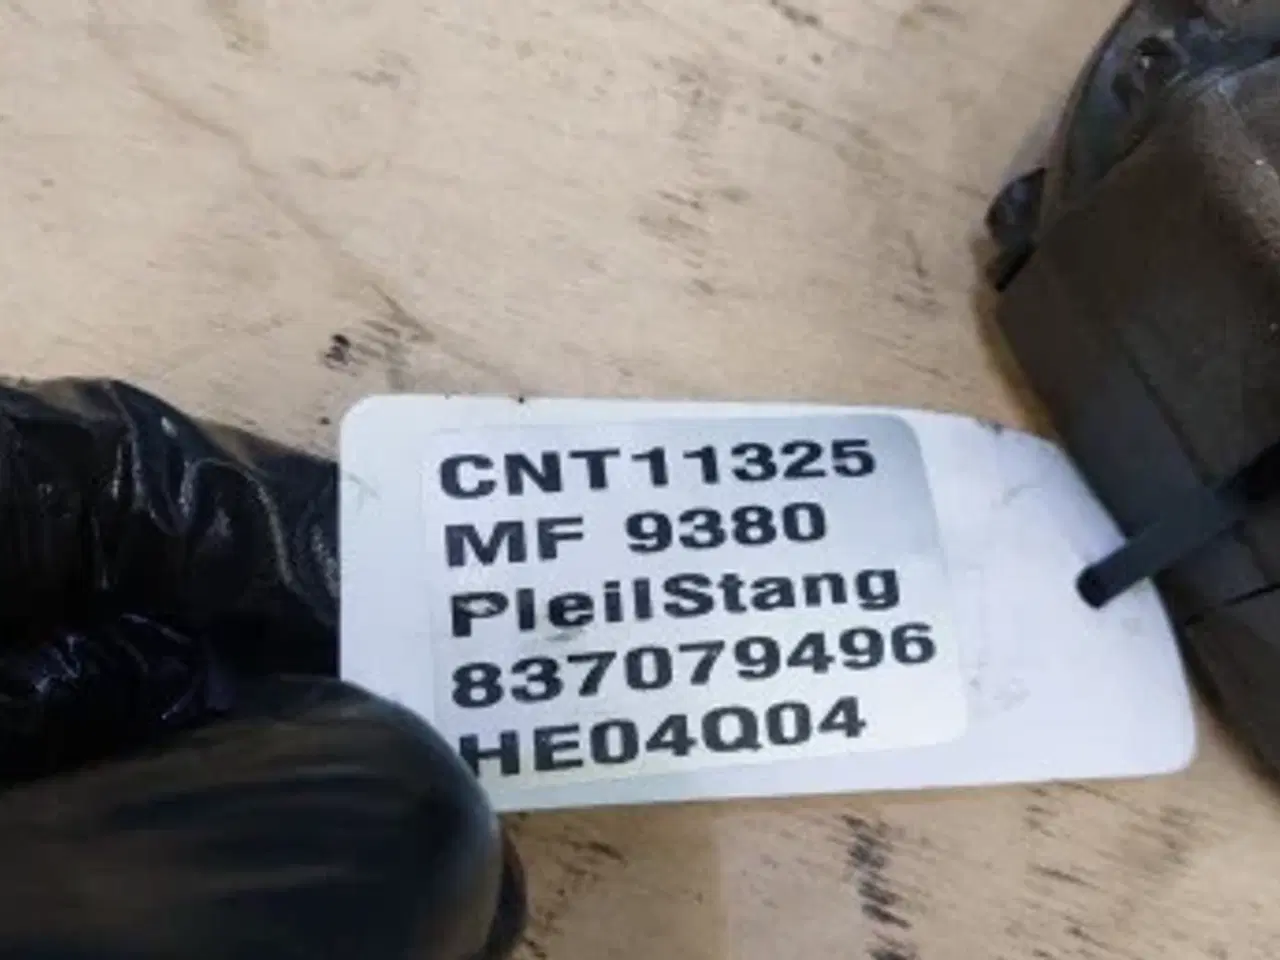 CNT11325
MF 9380
PleilStang
837079496
HE04Q04